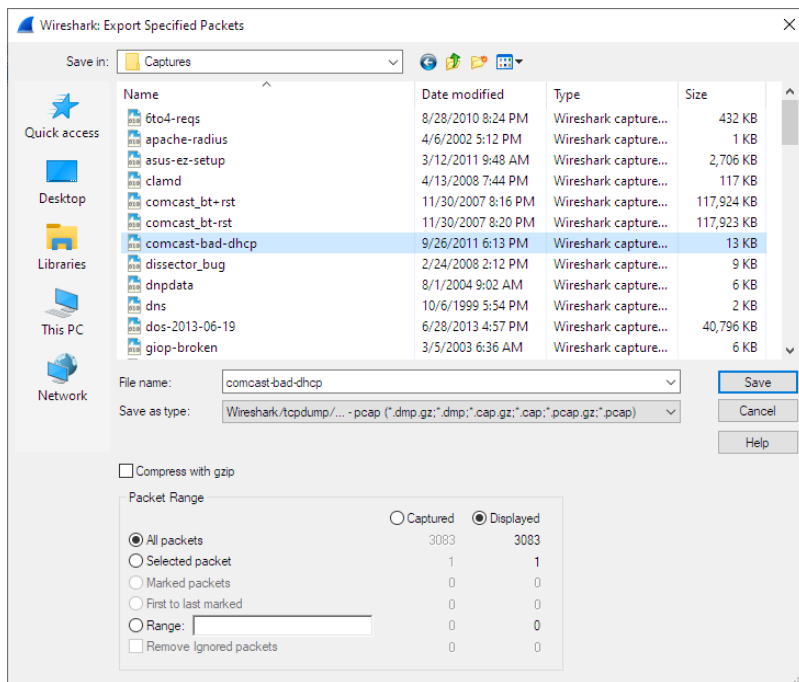 Wireshark: Export Specified Packets
Save in: Captures
Quick access
Desktop
Libraries
This PC
Network
Name Date modified Type Size
6to4-reqs 8/28/2010 8:24 PM Wireshark capture... 432 KB
apache-radius 4/6/2002 5:12 PM Wireshark capture... 1 KB
asus-ez-setup 3/12/2011 9:48 AM Wireshark capture... 2,706 KB
clamd 4/13/2008 7:44 PM Wireshark capture... 117 KB
comcast_bt+rst 11/30/2007 8:16 PM Wireshark capture... 117,924 KB
comcast_bt-rst 11/30/2007 8:20 PM Wireshark capture... 117,923 KB
comcast-bad-dhcp 9/26/2011 6:13 PM Wireshark capture... 13 KB
dissector_bug 2/24/2008 2:12 PM Wireshark capture... 9 KB
dnpdata 8/1/2004 9:02 AM Wireshark capture... 6 KB
dns 10/6/1999 5:54 PM Wireshark capture... 2 KB
dos-2013-06-19 6/28/2013 4:57 PM Wireshark capture... 40,796 KB
giop-broken 3/5/2003 6:36 AM Wireshark capture... 6 KB
File name: comcast-bad-dhcp Save
Save as type: Wireshark/tcpdump/... - pcap (*.dmp.gz;*.dmp;*.cap.gz;*.cap;*.pcap.gz;*.pcap) Cancel
Help
Compress with gzip
Packet Range
Captured Displayed
All packets 3083 3083
Selected packet 1 1
Marked packets 0 0
First to last marked 0 0
Range: 0 0
Remove Ignored packets 0 0